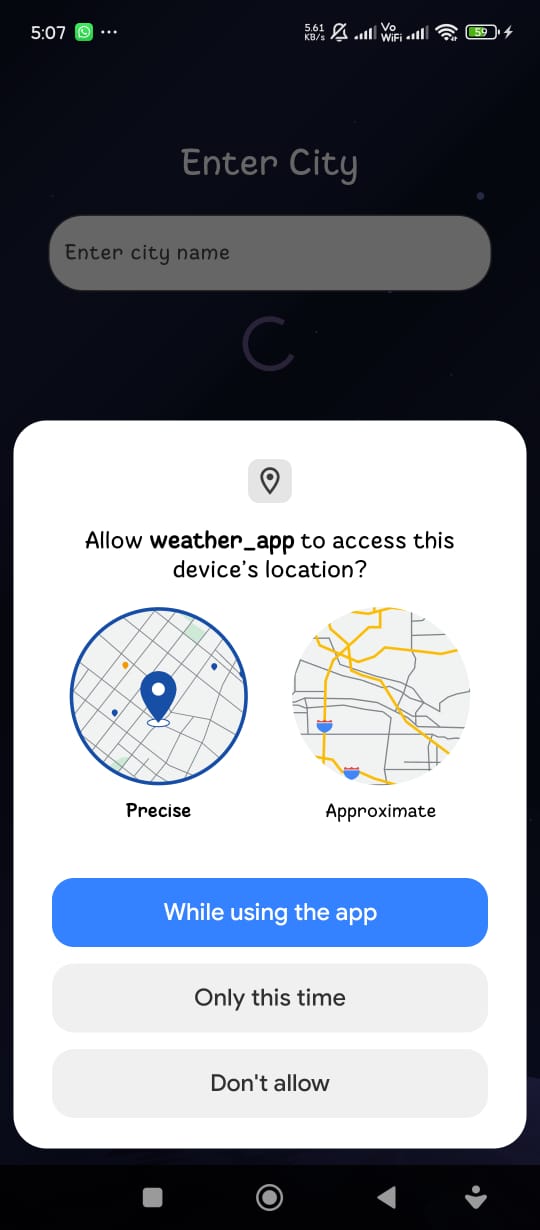 5:07
5.61
KB/s
Vo
WiFi
59
Enter City
Enter city name
Allow weather_app to access this
device's location?
Precise
Approximate
While using the app
Only this time
Don't allow